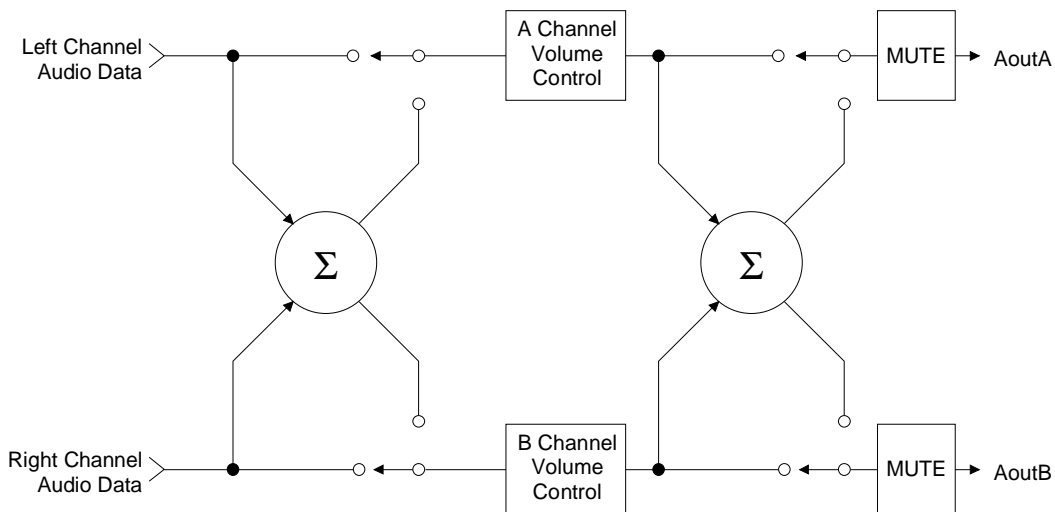 Left Channel
Audio Data
A Channel
Volume
Control
MUTE
AoutA
Σ
Σ
Right Channel
Audio Data
B Channel
Volume
Control
MUTE
AoutB